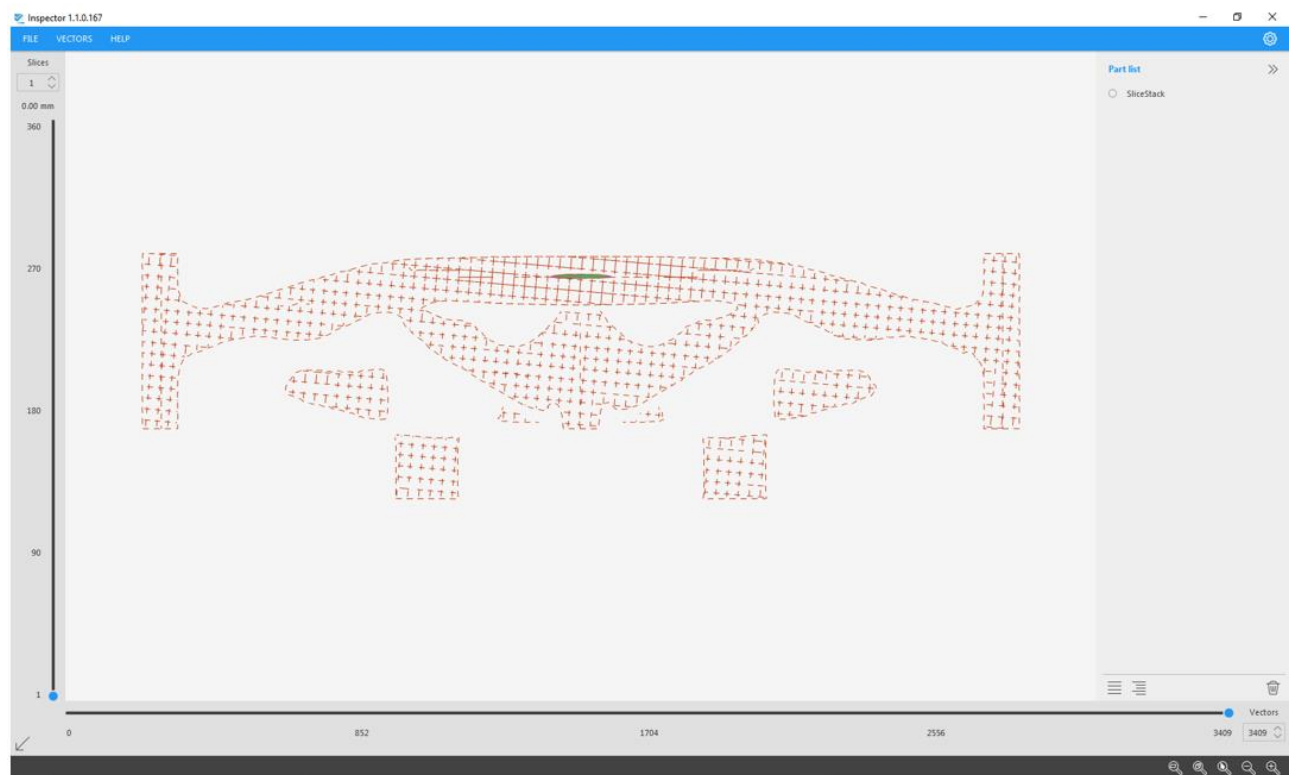 Inspector 1.1.0.167
FILE VECTORS HELP
Slices
1
0.00 mm
360
270
180
90
1
Part list
SliceStack
Vectors
0 852 1704 2556 3409 3409